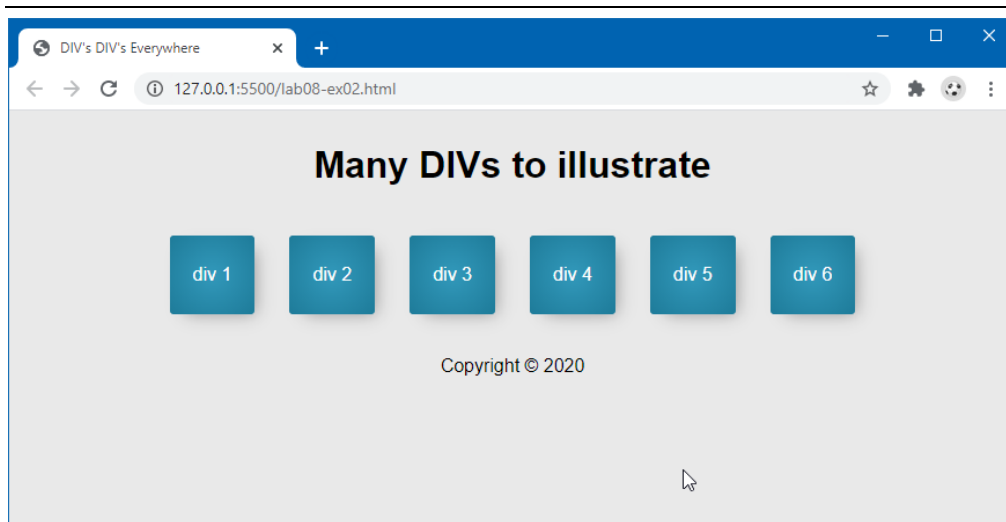 DIV's DIV's Everywhere
127.0.0.1:5500/lab08-ex02.html
Many DIVs to illustrate
div 1 div 2 div 3 div 4 div 5 div 6
Copyright © 2020